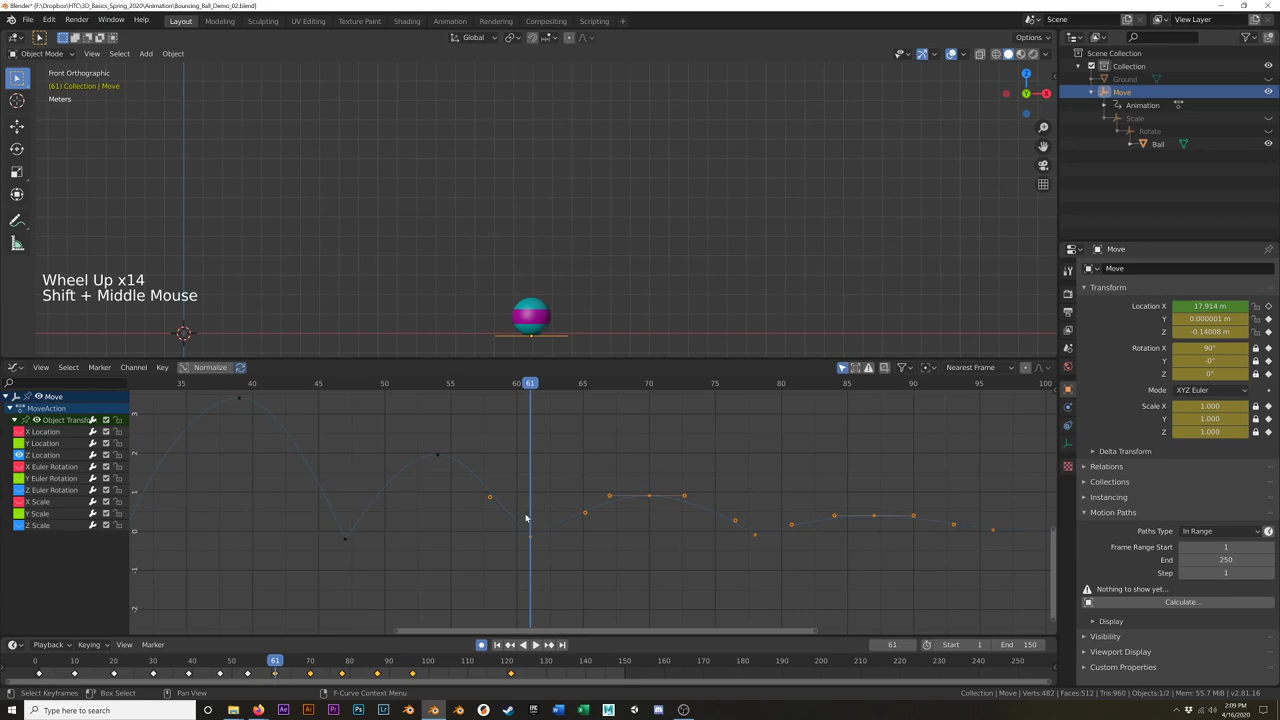 Blender* [F:\Dropbox\HTC\3D_Basics_Spring_2020\Animation\Bouncing_Ball_Demo_02.blend]
File Edit Render Window Help Layout Modeling Sculpting UV Editing Texture Paint Shading Animation Rendering Compositing Scripting + Scene View Layer
Global Options
Object Mode View Select Add Object
Front Orthographic
(61) Collection | Move
Meters
Z
Y
X
Wheel Up x14
Shift + Middle Mouse
Scene Collection
Collection
Ground
Move
Animation
Scale
Rotate
Ball
Move
Move
Transform
Location X 17.914 m
Y 0.000001 m
Z -0.14008 m
Rotation X 90°
Y -0°
Z 0°
Mode XYZ Euler
Scale X 1.000
Y 1.000
Z 1.000
Delta Transform
Relations
Collections
Instancing
Motion Paths
Paths Type In Range
Frame Range Start 1
End 250
Step 1
Nothing to show yet...
Calculate...
Display
Visibility
Viewport Display
Custom Properties
View Select Marker Channel Key Normalize Nearest Frame
35 40 45 50 55 60 61 65 70 75 80 85 90 95 100
Move
MoveAction
Object Transfo
X Location
Y Location
Z Location
X Euler Rotation
Y Euler Rotation
Z Euler Rotation
X Scale
Y Scale
Z Scale
3
2
1
0
-1
-2
Playback Keying View Marker 61 Start 1 End 150
0 10 20 30 40 50 61 70 80 90 100 110 120 130 140 150 160 170 180 190 200 210 220 230 240 250
Select Keyframes Box Select Pan View F-Curve Context Menu Collection | Move | Verts:482 | Faces:512 | Tris:960 | Objects:1/2 | Mem: 55.7 MiB | v2.81.16
Type here to search
2:09 PM
4/16/2020